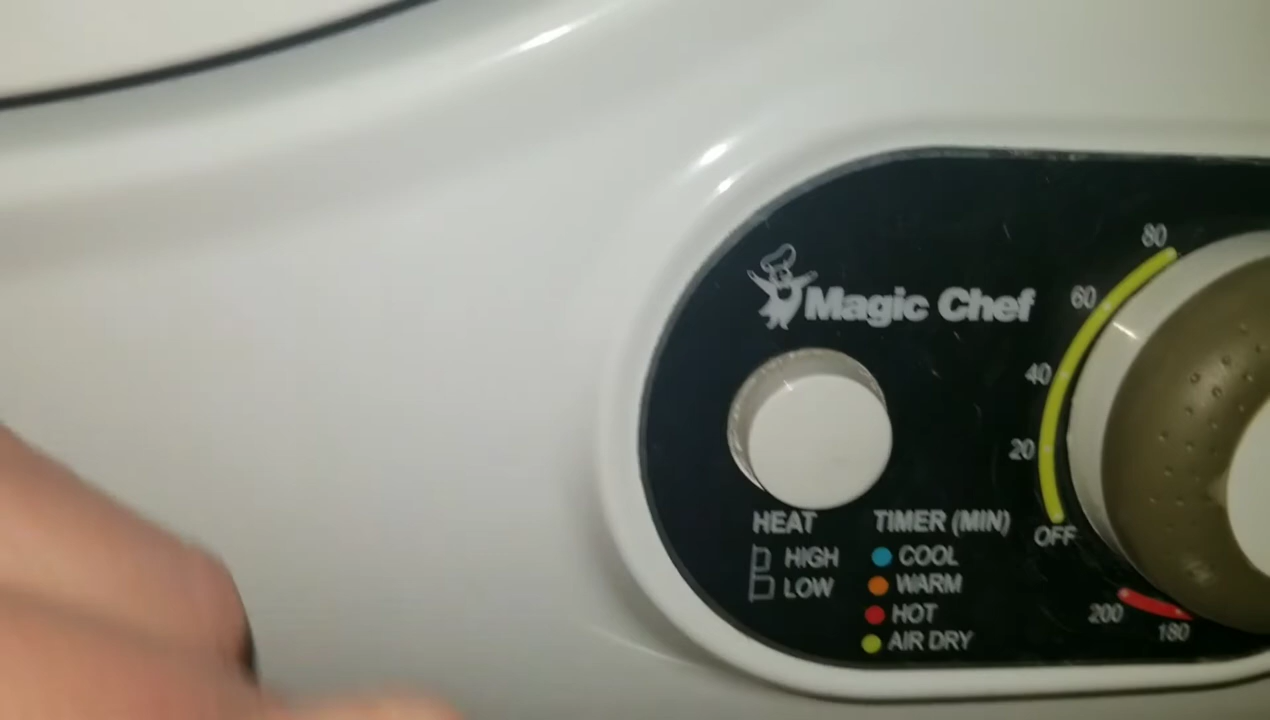 Magic Chef
80
60
40
20
OFF
HEAT
HIGH
LOW
TIMER (MIN)
COOL
WARM
HOT
AIR DRY
200
180